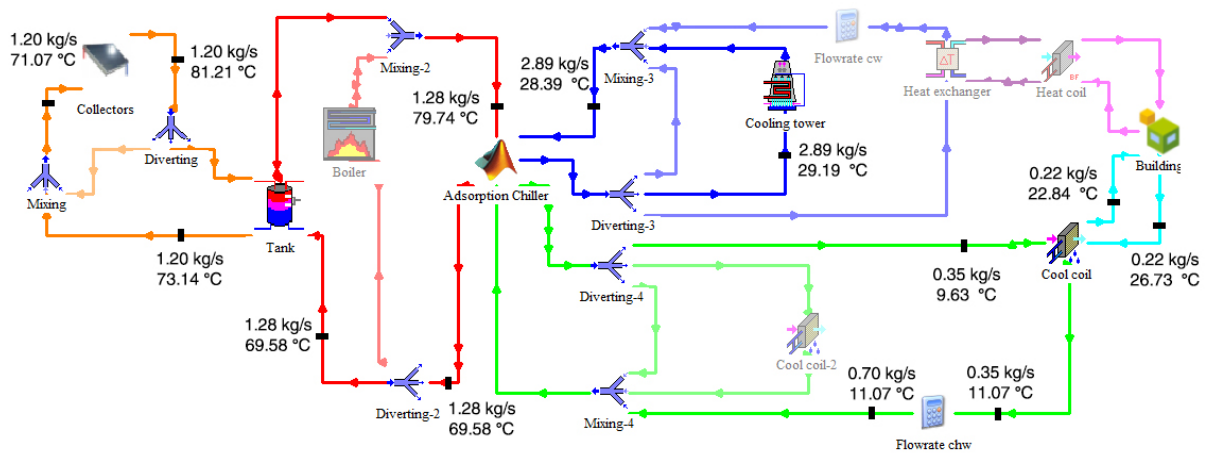 1.20 kg/s
71.07 °C
Collectors
1.20 kg/s
81.21 °C
Diverting
Mixing
1.20 kg/s
73.14 °C
Tank
Mixing-2
Boiler
1.28 kg/s
79.74 °C
1.28 kg/s
69.58 °C
Diverting-2
1.28 kg/s
69.58 °C
Adsorption Chiller
2.89 kg/s
28.39 °C
Mixing-3
Flowrate cw
Cooling tower
2.89 kg/s
29.19 °C
Diverting-3
Heat exchanger
ΔT
Heat coil
BF
Building
0.22 kg/s
22.84 °C
Cool coil
0.22 kg/s
26.73 °C
0.35 kg/s
9.63 °C
Diverting-4
Cool coil-2
Mixing-4
0.70 kg/s
11.07 °C
0.35 kg/s
11.07 °C
Flowrate chw